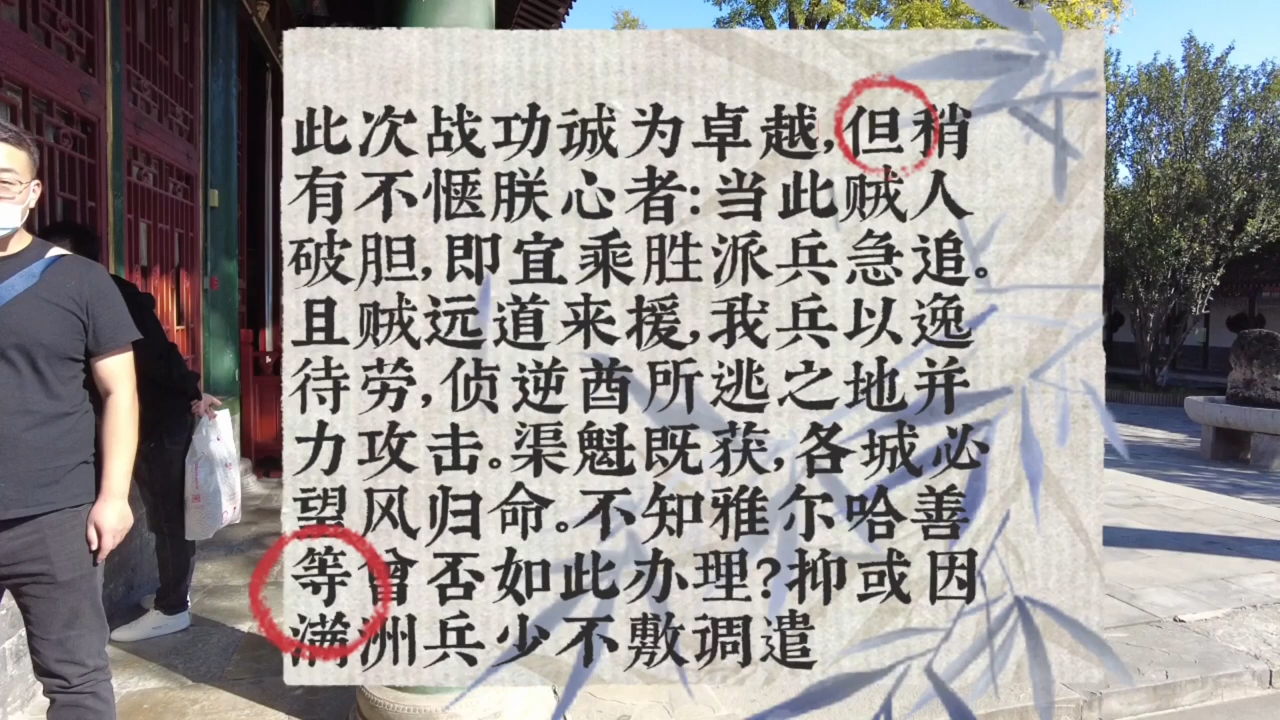 此次战功诚为卓越,但稍
有不惬朕心者:当此贼人
破胆,即宜乘胜派兵急追。
且贼远道来援,我兵以逸
待劳,侦逆酋所逃之地并
力攻击。渠魁既获,各城必
望风归命。不知雅尔哈善
等曾否如此办理?抑或因
满洲兵少不敷调遣